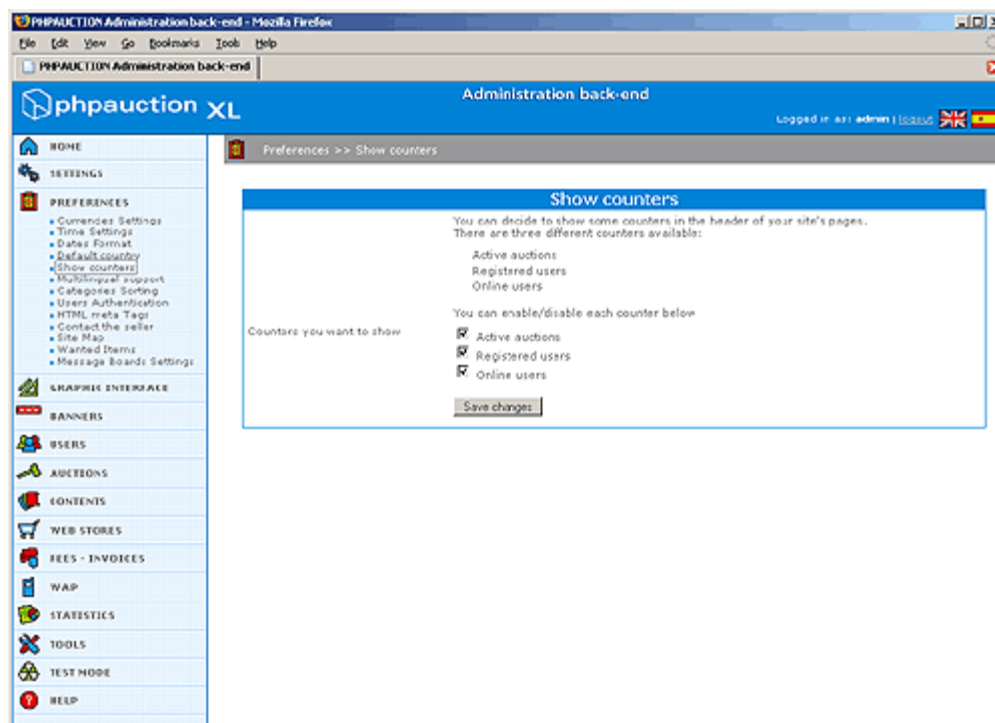 PHPAUCTION Administration back-end - Mozilla Firefox
File Edit View Go Bookmarks Tools Help
PHPAUCTION Administration back-end
phpauction XL
Administration back-end
Logged in as: admin | logout
HOME
SETTINGS
PREFERENCES
Currencies Settings
Time Settings
Dates Format
Default country
Show counters
Multilingual support
Categories Sorting
Users Authentication
HTML meta Tags
Contact the seller
Site Map
Wanted Items
Message Boards Settings
GRAPHIC INTERFACE
BANNERS
USERS
AUCTIONS
CONTENTS
WEB STORES
FEES - INVOICES
WAP
STATISTICS
TOOLS
TEST MODE
HELP
Preferences >> Show counters
Show counters
You can decide to show some counters in the header of your site's pages.
There are three different counters available:
Active auctions
Registered users
Online users
You can enable/disable each counter below
Counters you want to show
Active auctions
Registered users
Online users
Save changes